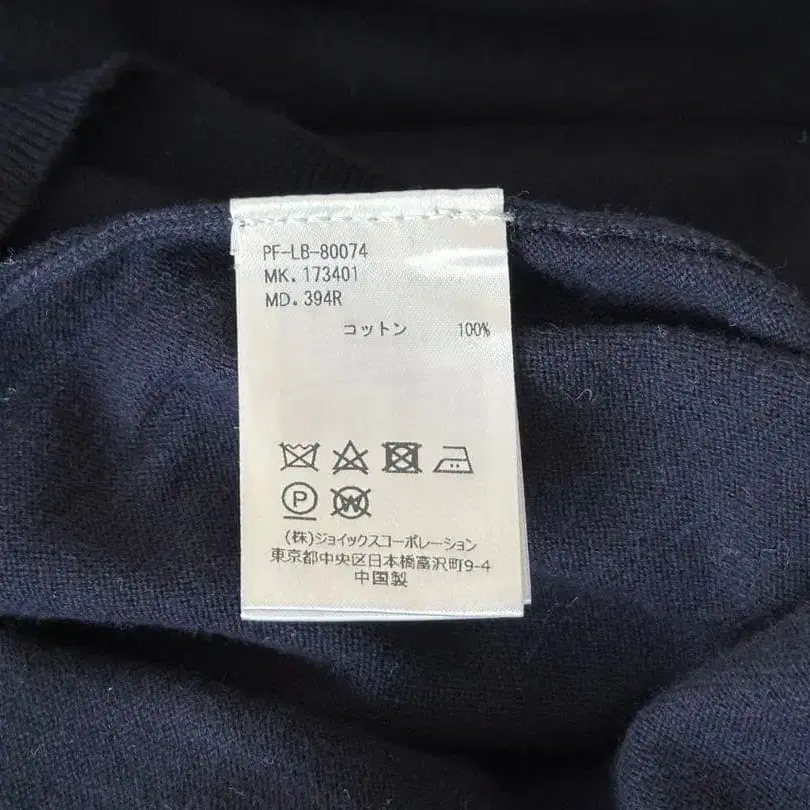 PF-LB-80074
MK. 173401
MD. 394R
コットン 100%
P W
(株)ジョイックスコーポレーション
東京都中央区日本橋富沢町9-4
中国製